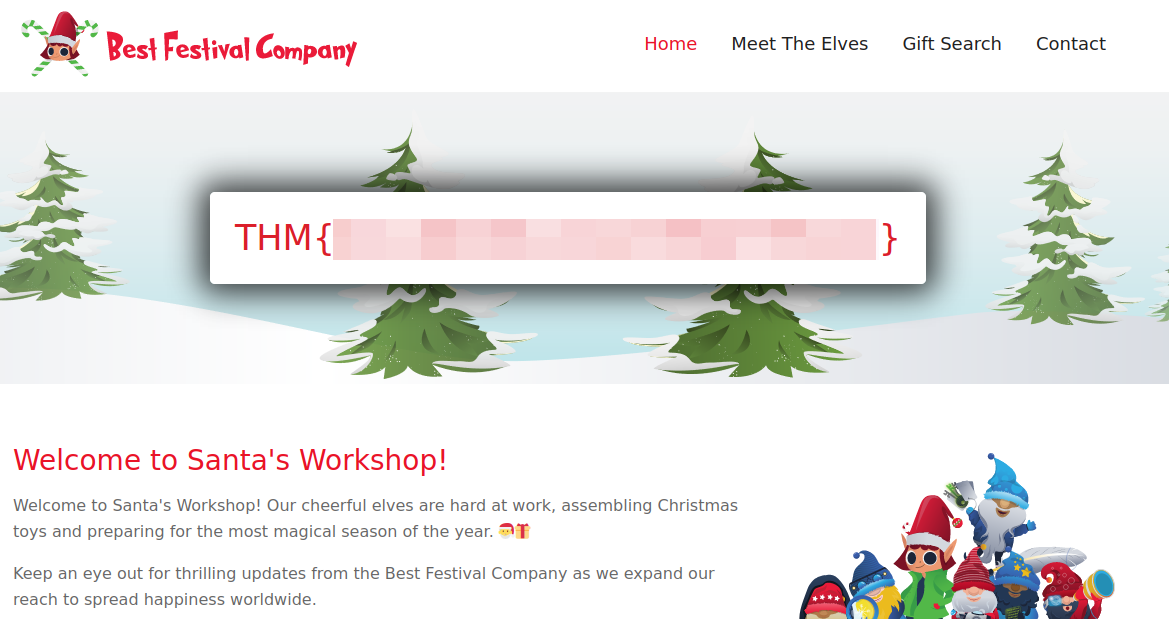 Best Festival Company
Home Meet The Elves Gift Search Contact
THM{ }
Welcome to Santa's Workshop!
Welcome to Santa's Workshop! Our cheerful elves are hard at work, assembling Christmas
toys and preparing for the most magical season of the year. 🎅🎁
Keep an eye out for thrilling updates from the Best Festival Company as we expand our
reach to spread happiness worldwide.